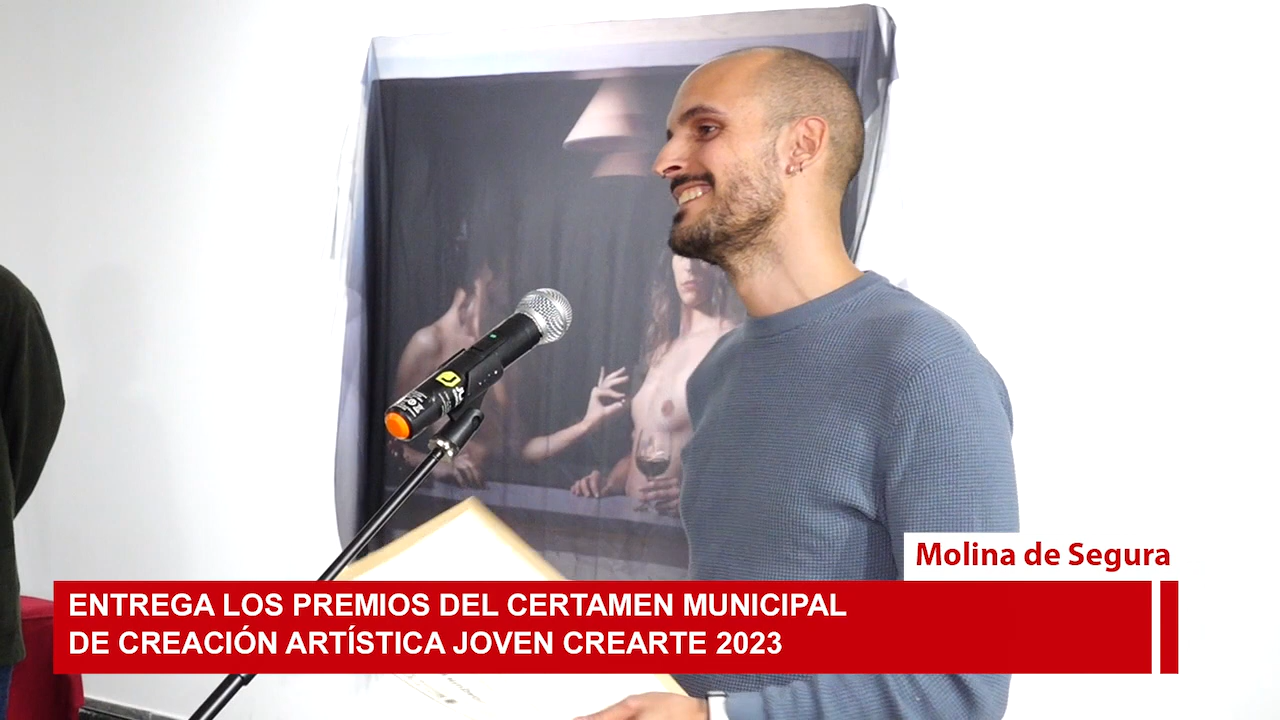 Molina de Segura
ENTREGA LOS PREMIOS DEL CERTAMEN MUNICIPAL
DE CREACIÓN ARTÍSTICA JOVEN CREARTE 2023